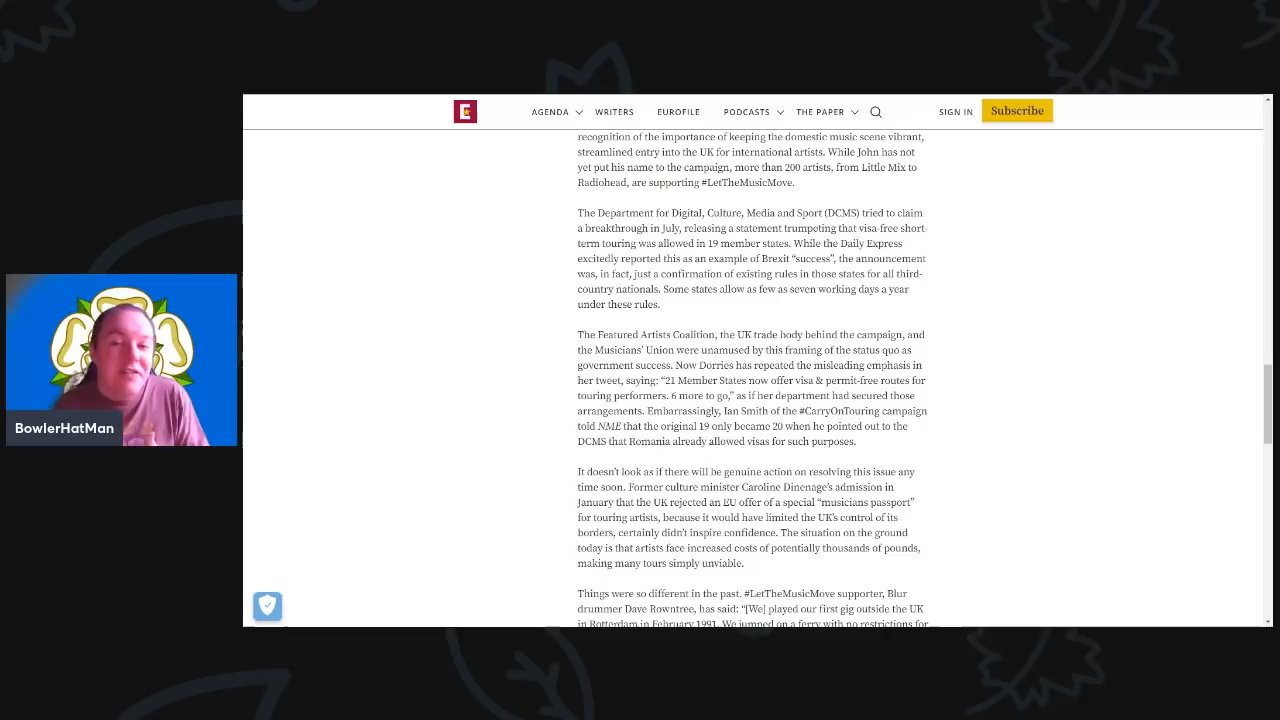 E
AGENDA WRITERS EUROFILE PODCASTS THE PAPER SIGN IN Subscribe
recognition of the importance of keeping the domestic music scene vibrant,
streamlined entry into the UK for international artists. While John has not
yet put his name to the campaign, more than 200 artists, from Little Mix to
Radiohead, are supporting #LetTheMusicMove.
The Department for Digital, Culture, Media and Sport (DCMS) tried to claim
a breakthrough in July, releasing a statement trumpeting that visa-free short-
term touring was allowed in 19 member states. While the Daily Express
excitedly reported this as an example of Brexit “success”, the announcement
was, in fact, just a confirmation of existing rules in those states for all third-
country nationals. Some states allow as few as seven working days a year
under these rules.
The Featured Artists Coalition, the UK trade body behind the campaign, and
the Musicians’ Union were unamused by this framing of the status quo as
government success. Now Dorries has repeated the misleading emphasis in
her tweet, saying: “21 Member States now offer visa & permit-free routes for
touring performers. 6 more to go,” as if her department had secured those
arrangements. Embarrassingly, Ian Smith of the #CarryOnTouring campaign
told NME that the original 19 only became 20 when he pointed out to the
DCMS that Romania already allowed visas for such purposes.
It doesn’t look as if there will be genuine action on resolving this issue any
time soon. Former culture minister Caroline Dinenage’s admission in
January that the UK rejected an EU offer of a special “musicians passport”
for touring artists, because it would have limited the UK’s control of its
borders, certainly didn’t inspire confidence. The situation on the ground
today is that artists face increased costs of potentially thousands of pounds,
making many tours simply unviable.
Things were so different in the past. #LetTheMusicMove supporter, Blur
drummer Dave Rowntree, has said: “[We] played our first gig outside the UK
in Rotterdam in February 1991. We jumped on a ferry with no restrictions for
BowlerHatMan